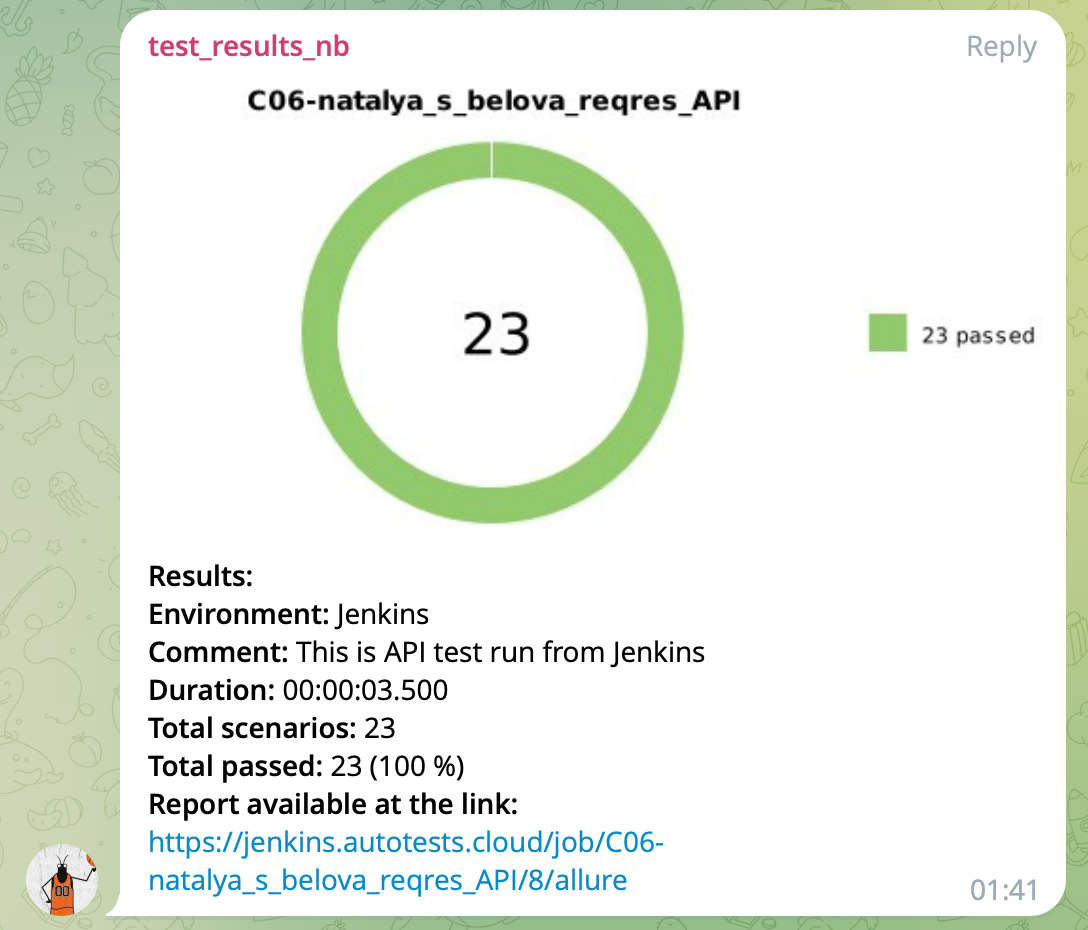 test_results_nb
Reply
C06-natalya_s_belova_reqres_API
23
23 passed
Results:
Environment: Jenkins
Comment: This is API test run from Jenkins
Duration: 00:00:03.500
Total scenarios: 23
Total passed: 23 (100 %)
Report available at the link:
https://jenkins.autotests.cloud/job/C06-
natalya_s_belova_reqres_API/8/allure
00
01:41